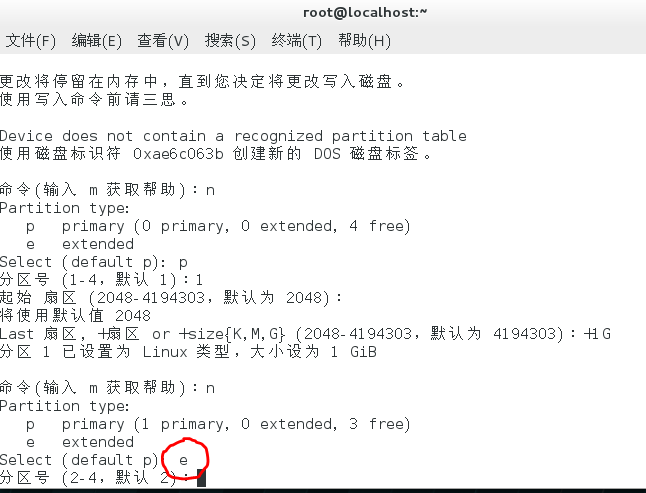 root@localhost:~
文件(F) 编辑(E) 查看(V) 搜索(S) 终端(T) 帮助(H)
更改将停留在内存中，直到您决定将更改写入磁盘。
使用写入命令前请三思。
Device does not contain a recognized partition table
使用磁盘标识符 0xae6c063b 创建新的 DOS 磁盘标签。
命令(输入 m 获取帮助)：n
Partition type:
p primary (0 primary, 0 extended, 4 free)
e extended
Select (default p): p
分区号 (1-4，默认 1)：1
起始 扇区 (2048-4194303，默认为 2048)：
将使用默认值 2048
Last 扇区, +扇区 or +size{K,M,G} (2048-4194303，默认为 4194303)：+1G
分区 1 已设置为 Linux 类型，大小设为 1 GiB
命令(输入 m 获取帮助)：n
Partition type:
p primary (1 primary, 0 extended, 3 free)
e extended
Select (default p) e
分区号 (2-4，默认 2)：